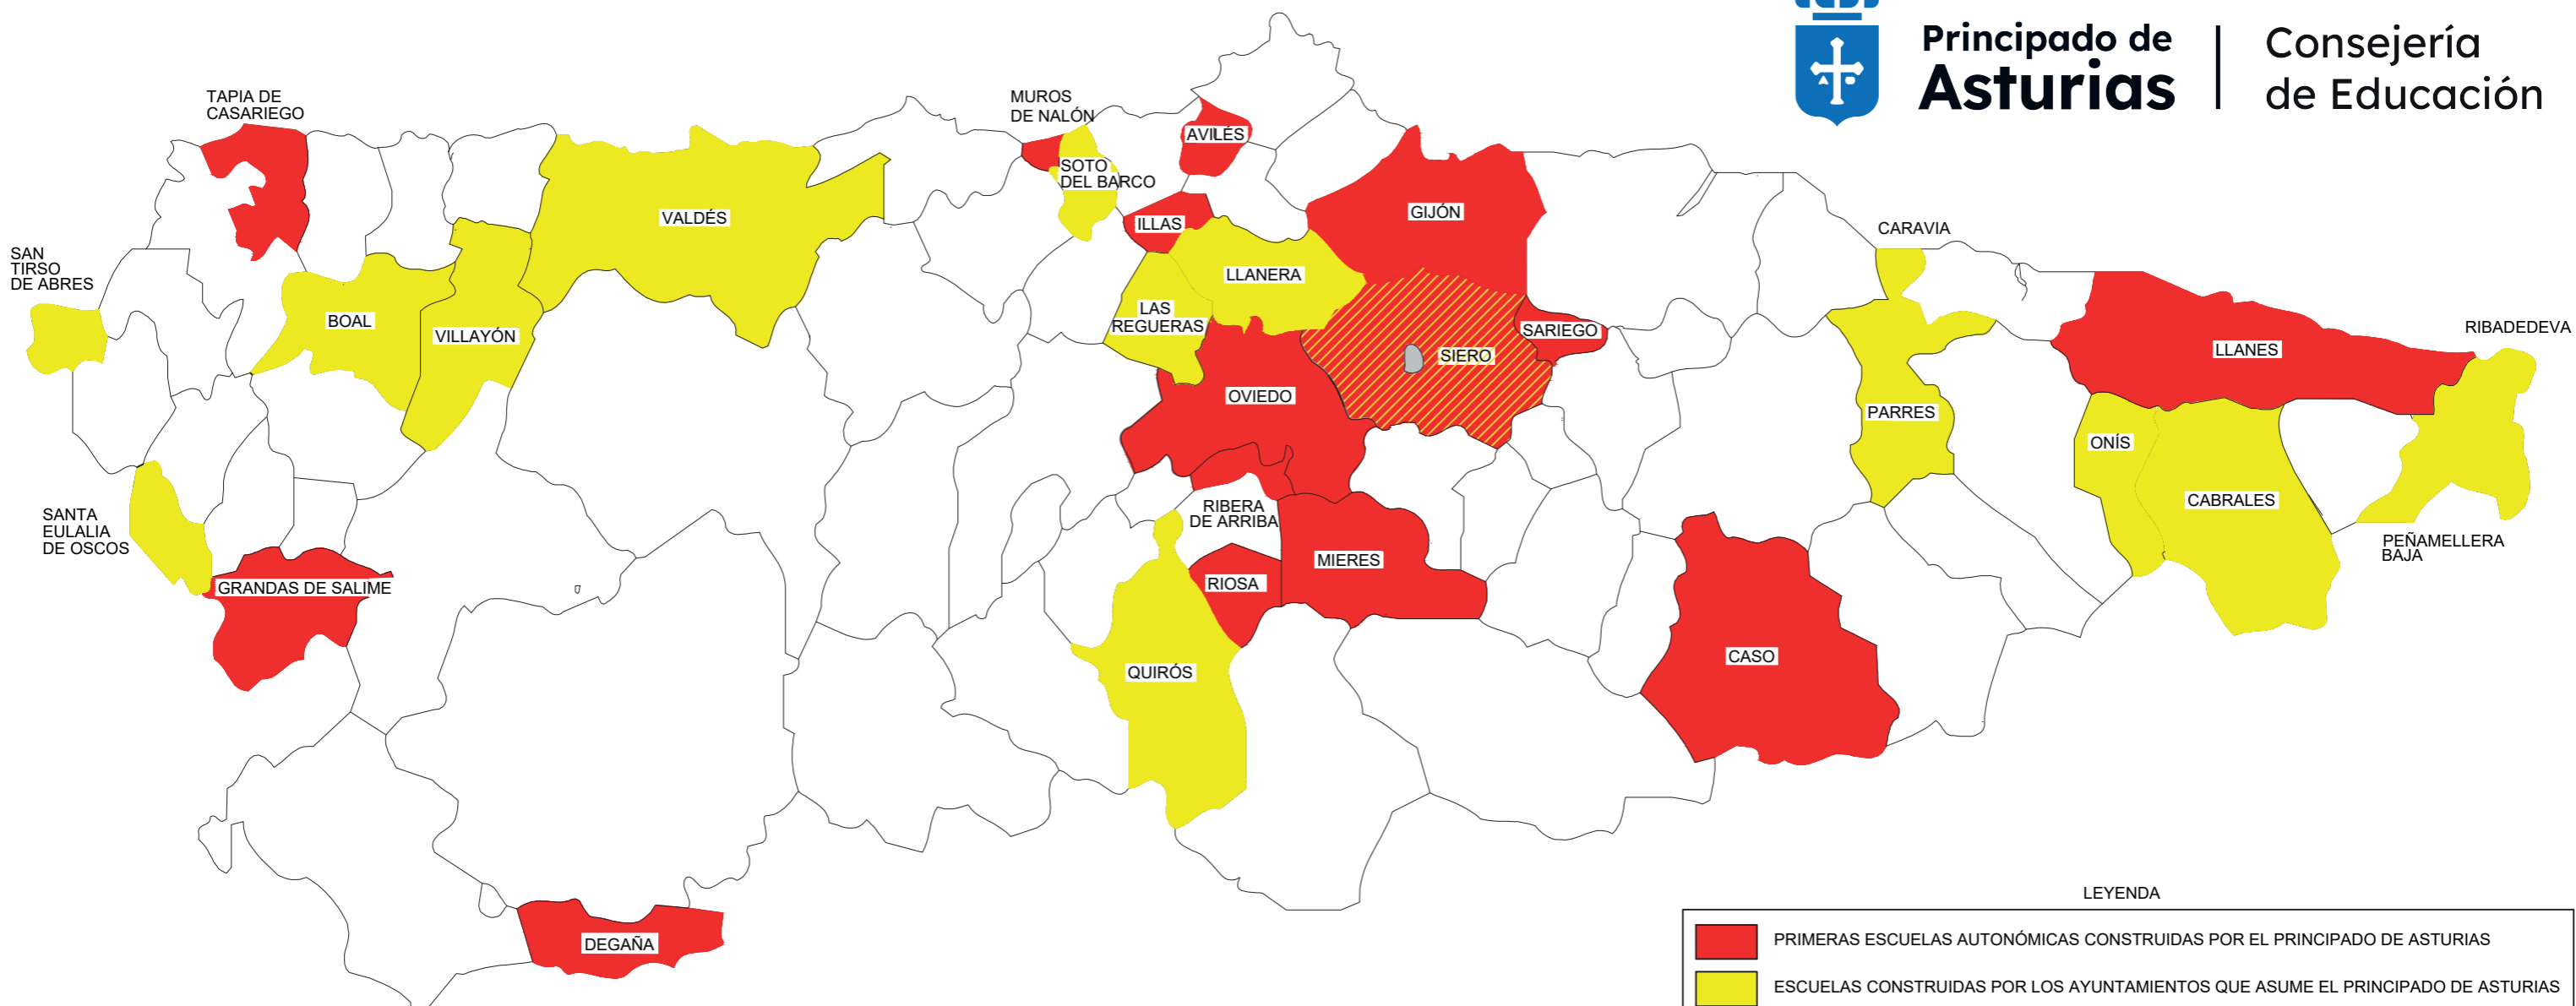 Principado de
Asturias
Consejería
de Educación
TAPIA DE
CASARIEGO
MUROS
DE NALÓN
AVILÉS
SOTO
DEL BARCO
VALDÉS
ILLAS
GIJÓN
CARAVIA
SAN
TIRSO
DE ABRES
LLANERA
BOAL
VILLAYÓN
LAS
REGUERAS
SARIEGO
SIERO
RIBADEDEVA
LLANES
OVIEDO
PARRES
ONÍS
CABRALES
SANTA
EULALIA
DE OSCOS
RIBERA
DE ARRIBA
PEÑAMELLERA
BAJA
MIERES
RIOSA
GRANDAS DE SALIME
CASO
QUIRÓS
DEGAÑA
LEYENDA
PRIMERAS ESCUELAS AUTONÓMICAS CONSTRUIDAS POR EL PRINCIPADO DE ASTURIAS
ESCUELAS CONSTRUIDAS POR LOS AYUNTAMIENTOS QUE ASUME EL PRINCIPADO DE ASTURIAS